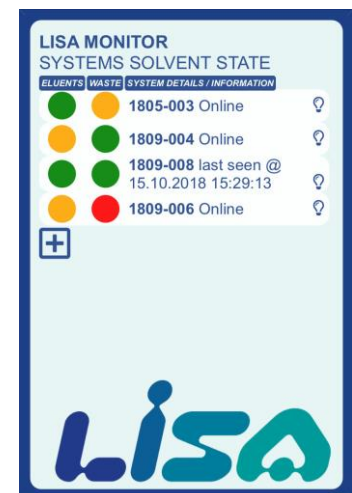 LISA MONITOR
SYSTEMS SOLVENT STATE
ELUENTS WASTE SYSTEM DETAILS / INFORMATION
1805-003 Online
1809-004 Online
1809-008 last seen @
15.10.2018 15:29:13
1809-006 Online
LISA